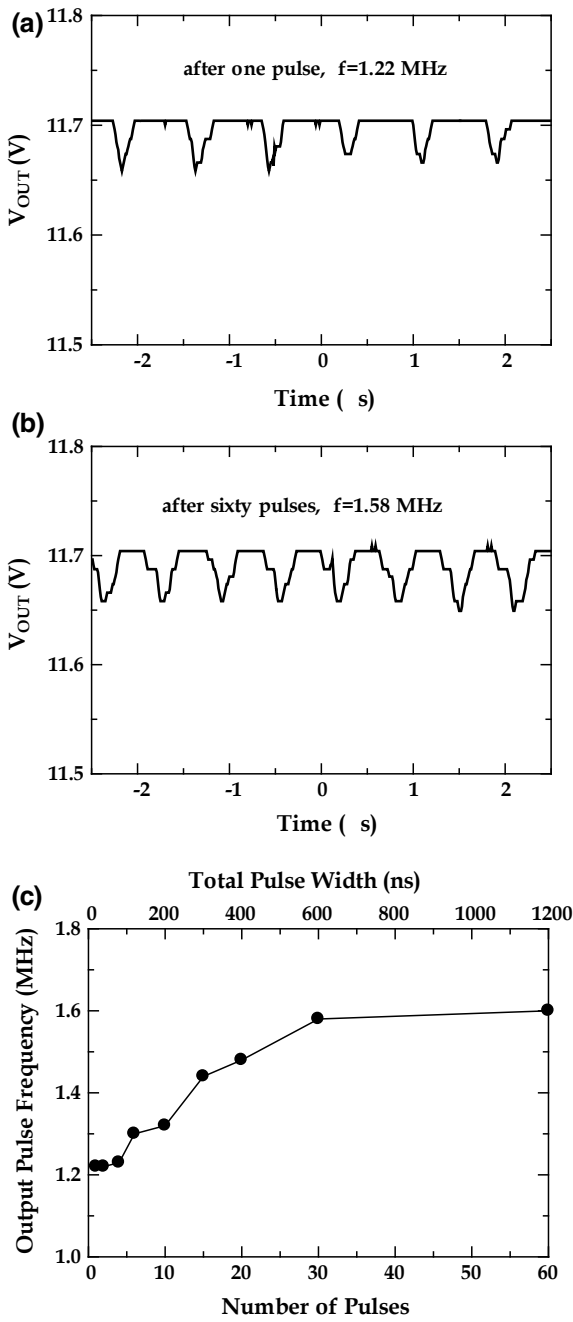 (a)
11.8
after one pulse, f=1.22 MHz
11.7
V_OUT (V)
11.6
11.5
-2 -1 0 1 2
Time ( s)
(b)
11.8
after sixty pulses, f=1.58 MHz
11.7
V_OUT (V)
11.6
11.5
-2 -1 0 1 2
Time ( s)
Total Pulse Width (ns)
(c)
0 200 400 600 800 1000 1200
1.8
Output Pulse Frequency (MHz)
1.6
1.4
1.2
1.0
0 10 20 30 40 50 60
Number of Pulses